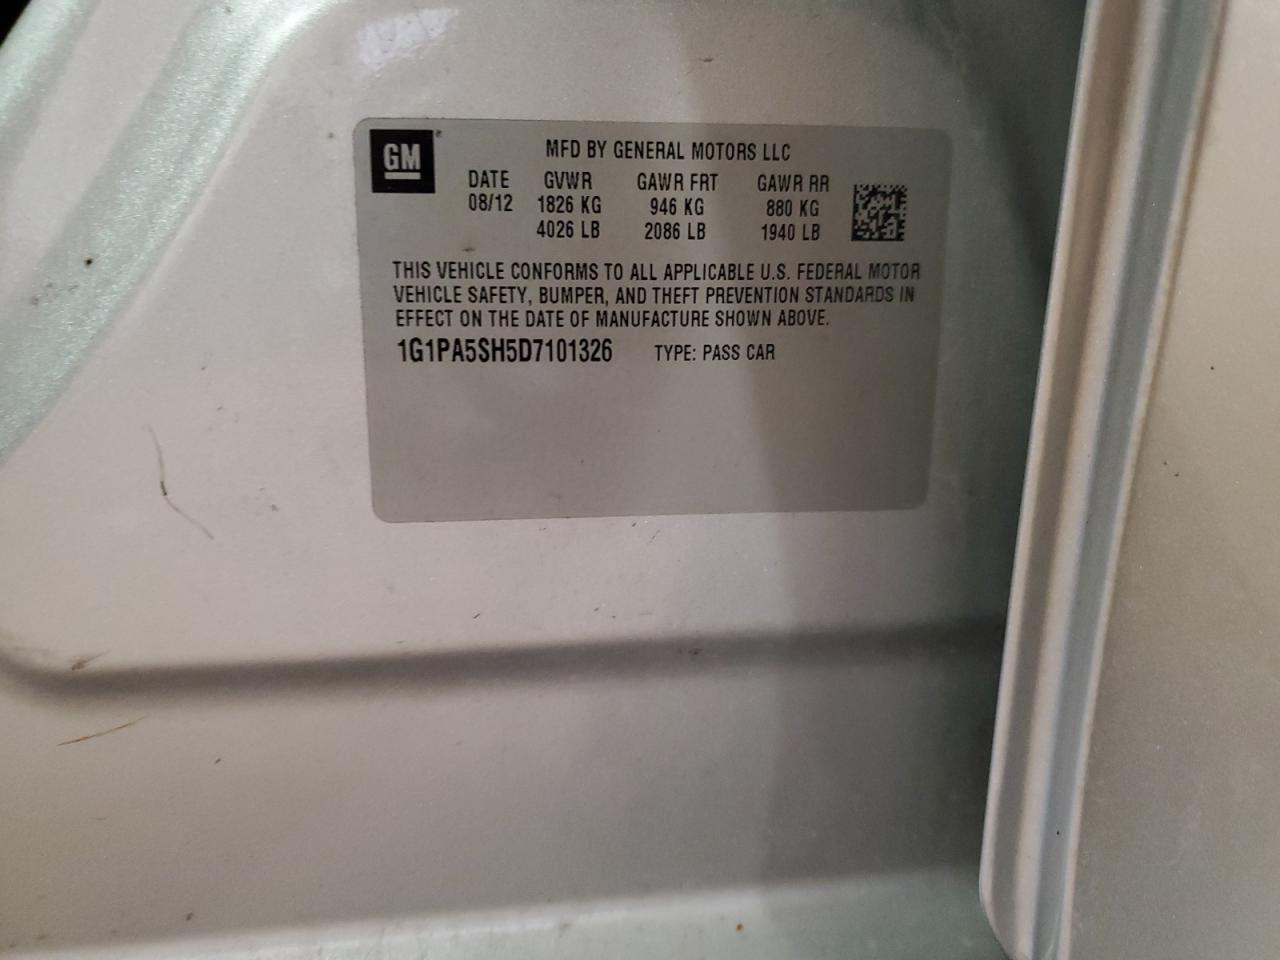 GM
MFD BY GENERAL MOTORS LLC
DATE GVWR GAWR FRT GAWR RR
08/12 1826 KG 946 KG 880 KG
4026 LB 2086 LB 1940 LB
THIS VEHICLE CONFORMS TO ALL APPLICABLE U.S. FEDERAL MOTOR
VEHICLE SAFETY, BUMPER, AND THEFT PREVENTION STANDARDS IN
EFFECT ON THE DATE OF MANUFACTURE SHOWN ABOVE.
1G1PA5SH5D7101326 TYPE: PASS CAR